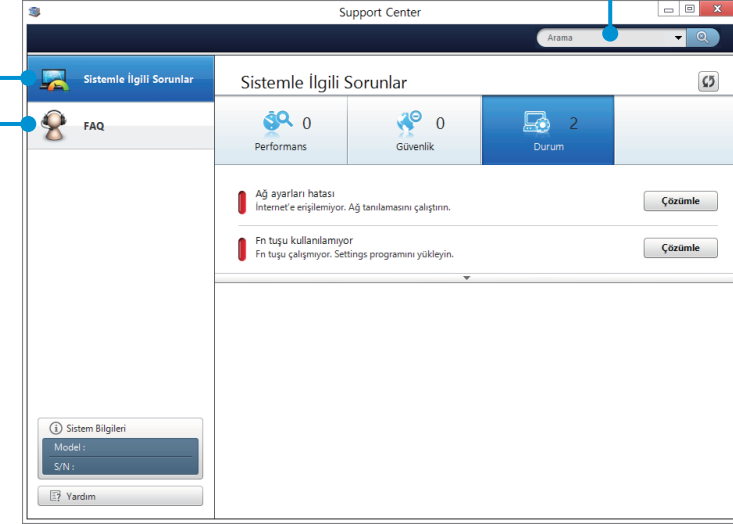 Support Center
Arama
Sistemle İlgili Sorunlar
FAQ
Sistemle İlgili Sorunlar
0
Performans
0
Güvenlik
2
Durum
Ağ ayarları hatası
İnternet'e erişilemiyor. Ağ tanılamasını çalıştırın.
Çözümle
Fn tuşu kullanılamıyor
Fn tuşu çalışmıyor. Settings programını yükleyin.
Çözümle
Sistem Bilgileri
Model :
S/N :
Yardım